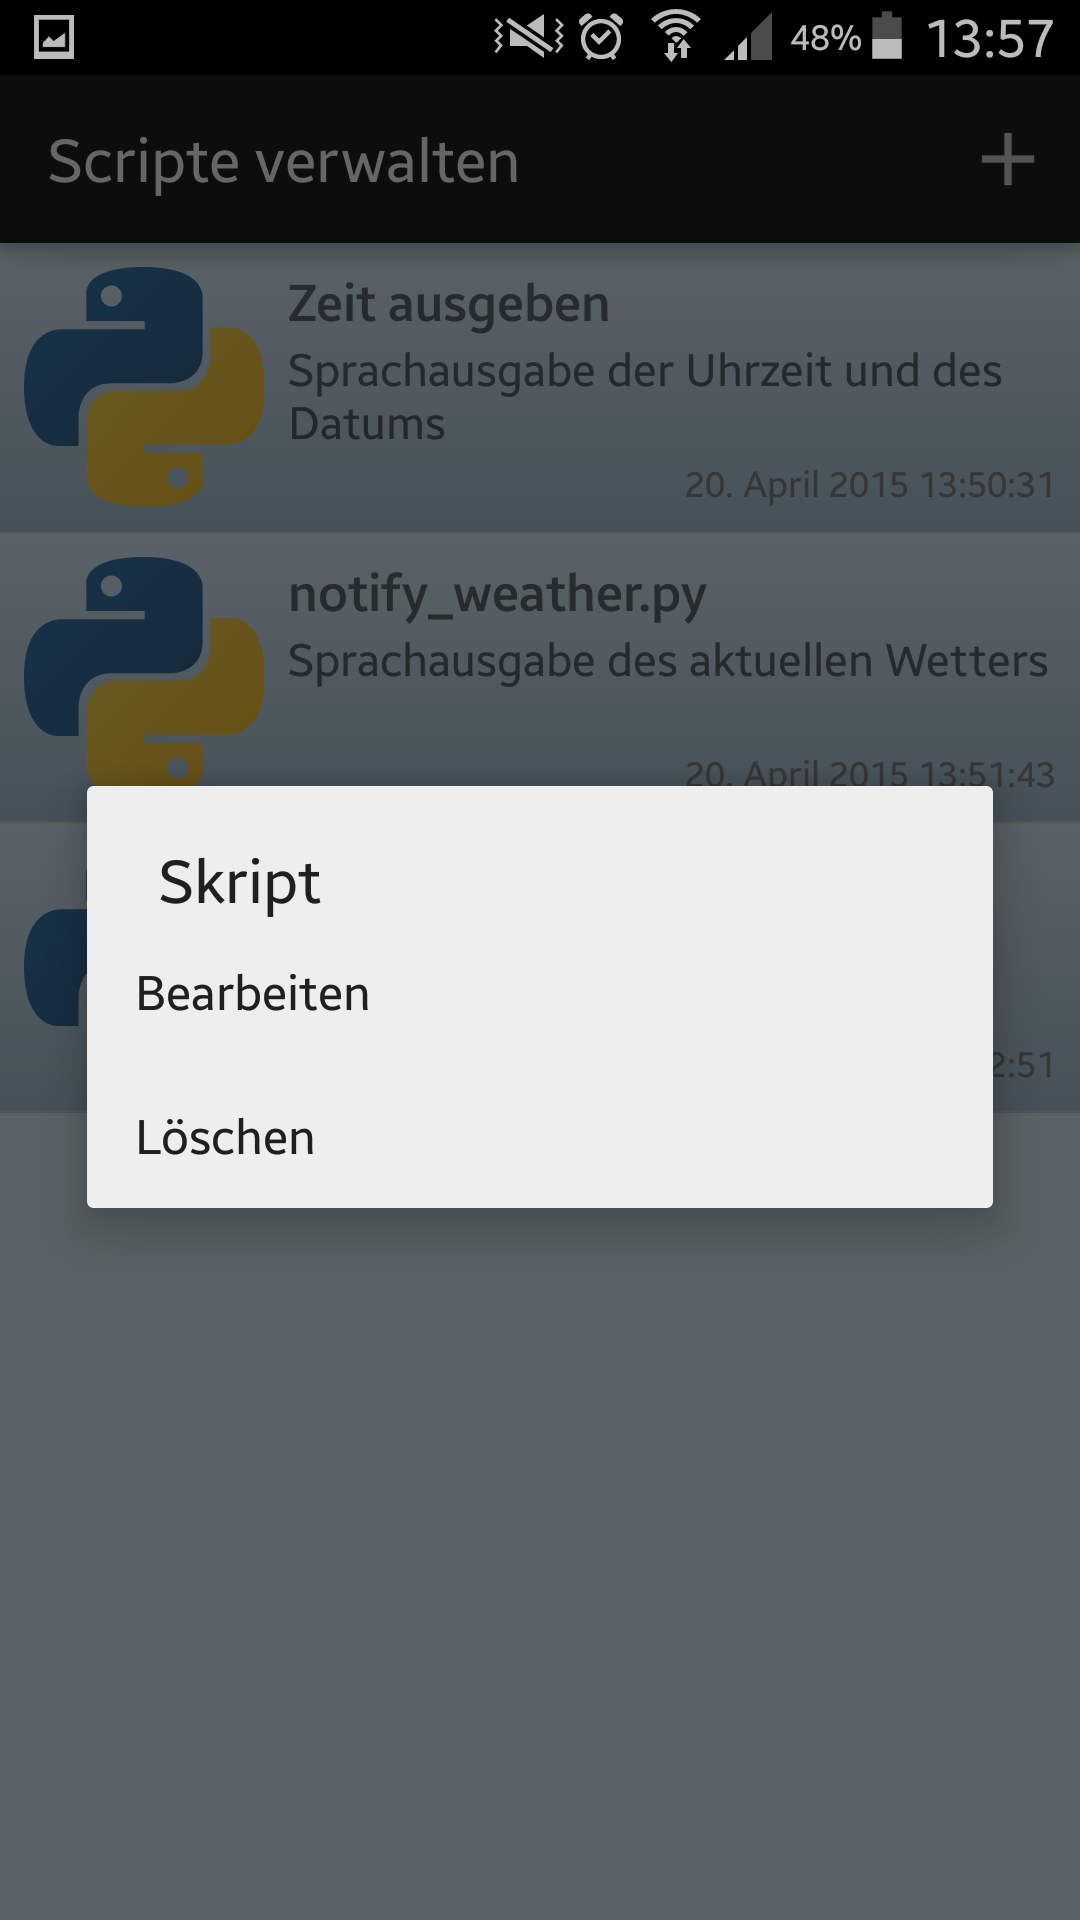 48% 13:57
Scripte verwalten
Zeit ausgeben
Sprachausgabe der Uhrzeit und des
Datums
20. April 2015 13:50:31
notify_weather.py
Sprachausgabe des aktuellen Wetters
20. April 2015 13:51:43
Skript
Bearbeiten
2:51
Löschen